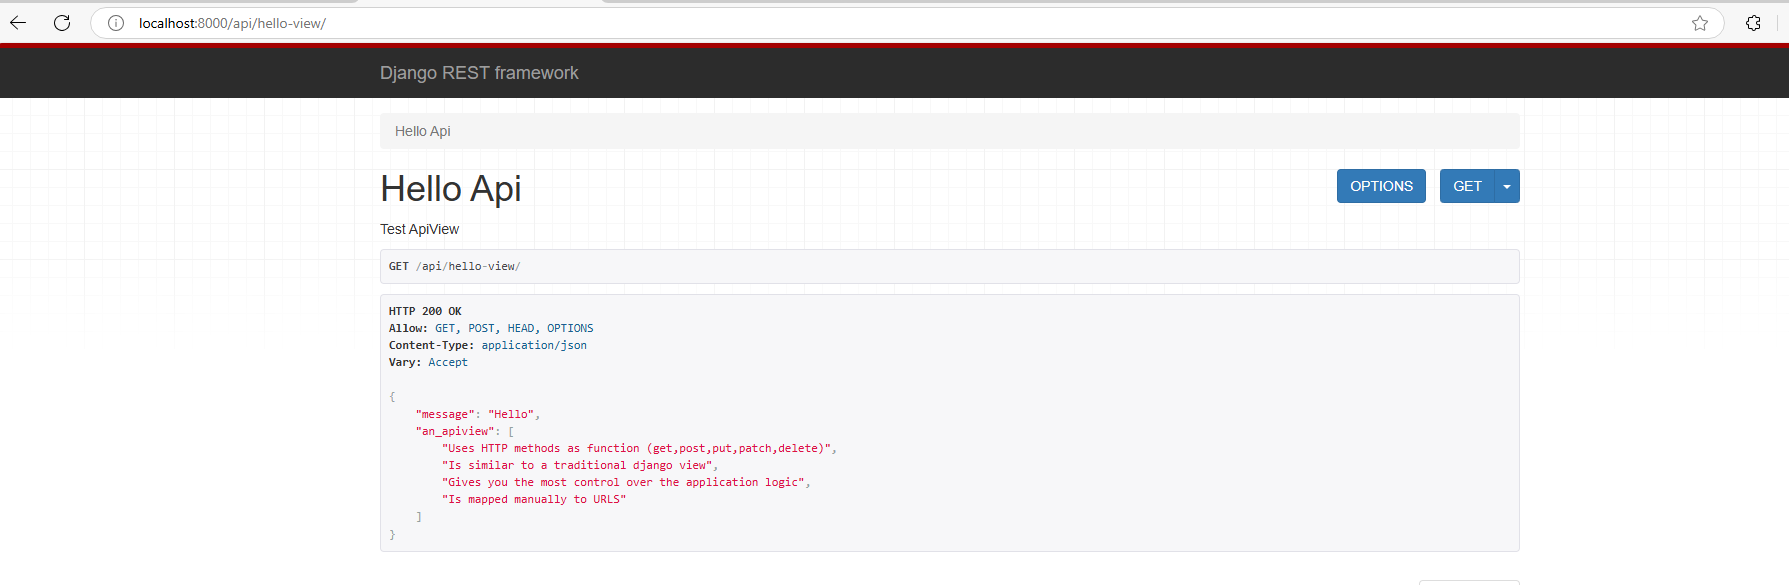 localhost:8000/api/hello-view/
Django REST framework
Hello Api
Hello Api
OPTIONS
GET
Test ApiView
GET /api/hello-view/
HTTP 200 OK
Allow: GET, POST, HEAD, OPTIONS
Content-Type: application/json
Vary: Accept
{
"message": "Hello",
"an_apiview": [
"Uses HTTP methods as function (get,post,put,patch,delete)",
"Is similar to a traditional django view",
"Gives you the most control over the application logic",
"Is mapped manually to URLS"
]
}